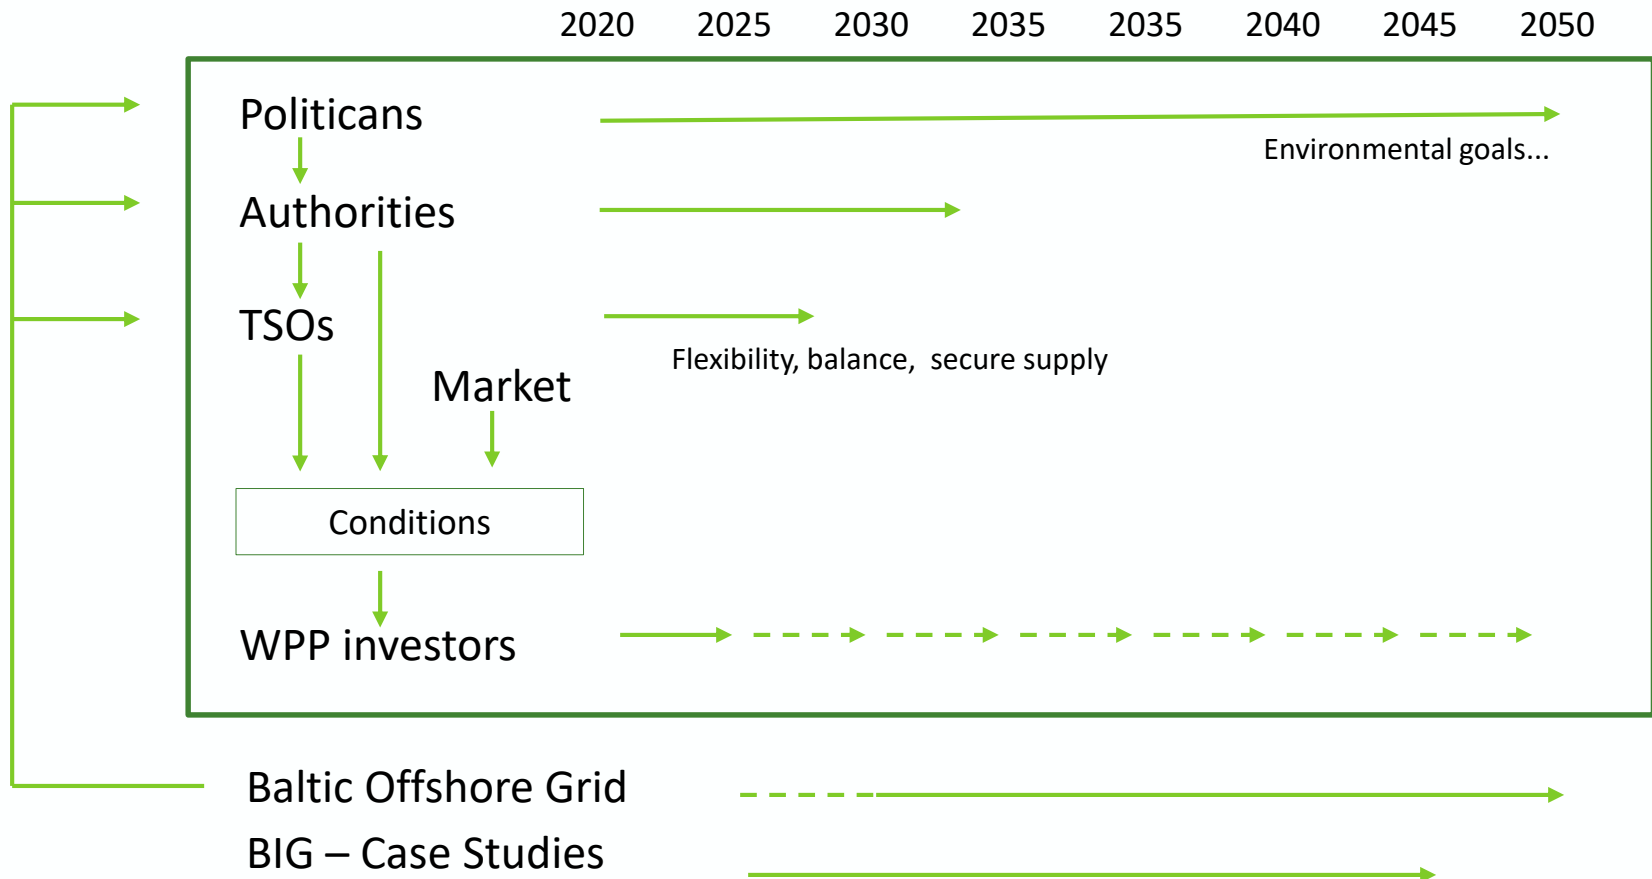 2020 2025 2030 2035 2035 2040 2045 2050
Politicans
Environmental goals...
Authorities
TSOs
Flexibility, balance, secure supply
Market
Conditions
WPP investors
Baltic Offshore Grid
BIG – Case Studies